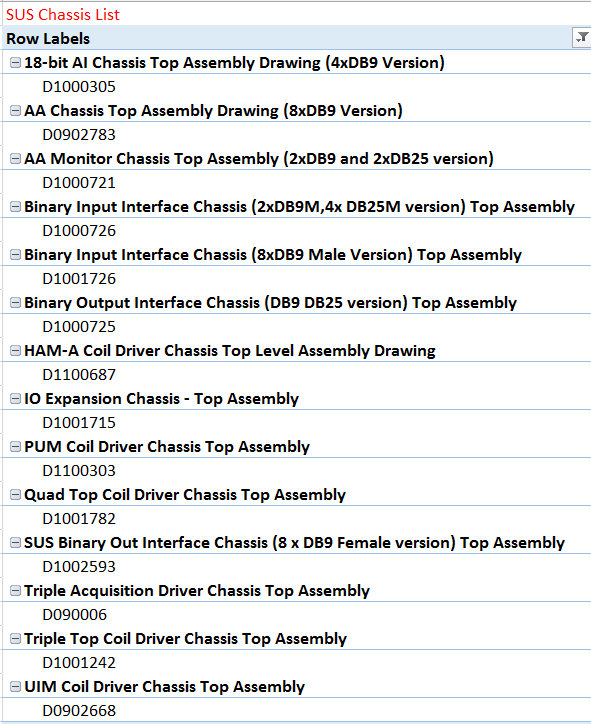 SUS Chassis List
Row Labels
18-bit AI Chassis Top Assembly Drawing (4xDB9 Version)
D1000305
AA Chassis Top Assembly Drawing (8xDB9 Version)
D0902783
AA Monitor Chassis Top Assembly (2xDB9 and 2xDB25 version)
D1000721
Binary Input Interface Chassis (2xDB9M,4x DB25M version) Top Assembly
D1000726
Binary Input Interface Chassis (8xDB9 Male Version) Top Assembly
D1001726
Binary Output Interface Chassis (DB9 DB25 version) Top Assembly
D1000725
HAM-A Coil Driver Chassis Top Level Assembly Drawing
D1100687
IO Expansion Chassis - Top Assembly
D1001715
PUM Coil Driver Chassis Top Assembly
D1100303
Quad Top Coil Driver Chassis Top Assembly
D1001782
SUS Binary Out Interface Chassis (8 x DB9 Female version) Top Assembly
D1002593
Triple Acquisition Driver Chassis Top Assembly
D090006
Triple Top Coil Driver Chassis Top Assembly
D1001242
UIM Coil Driver Chassis Top Assembly
D0902668